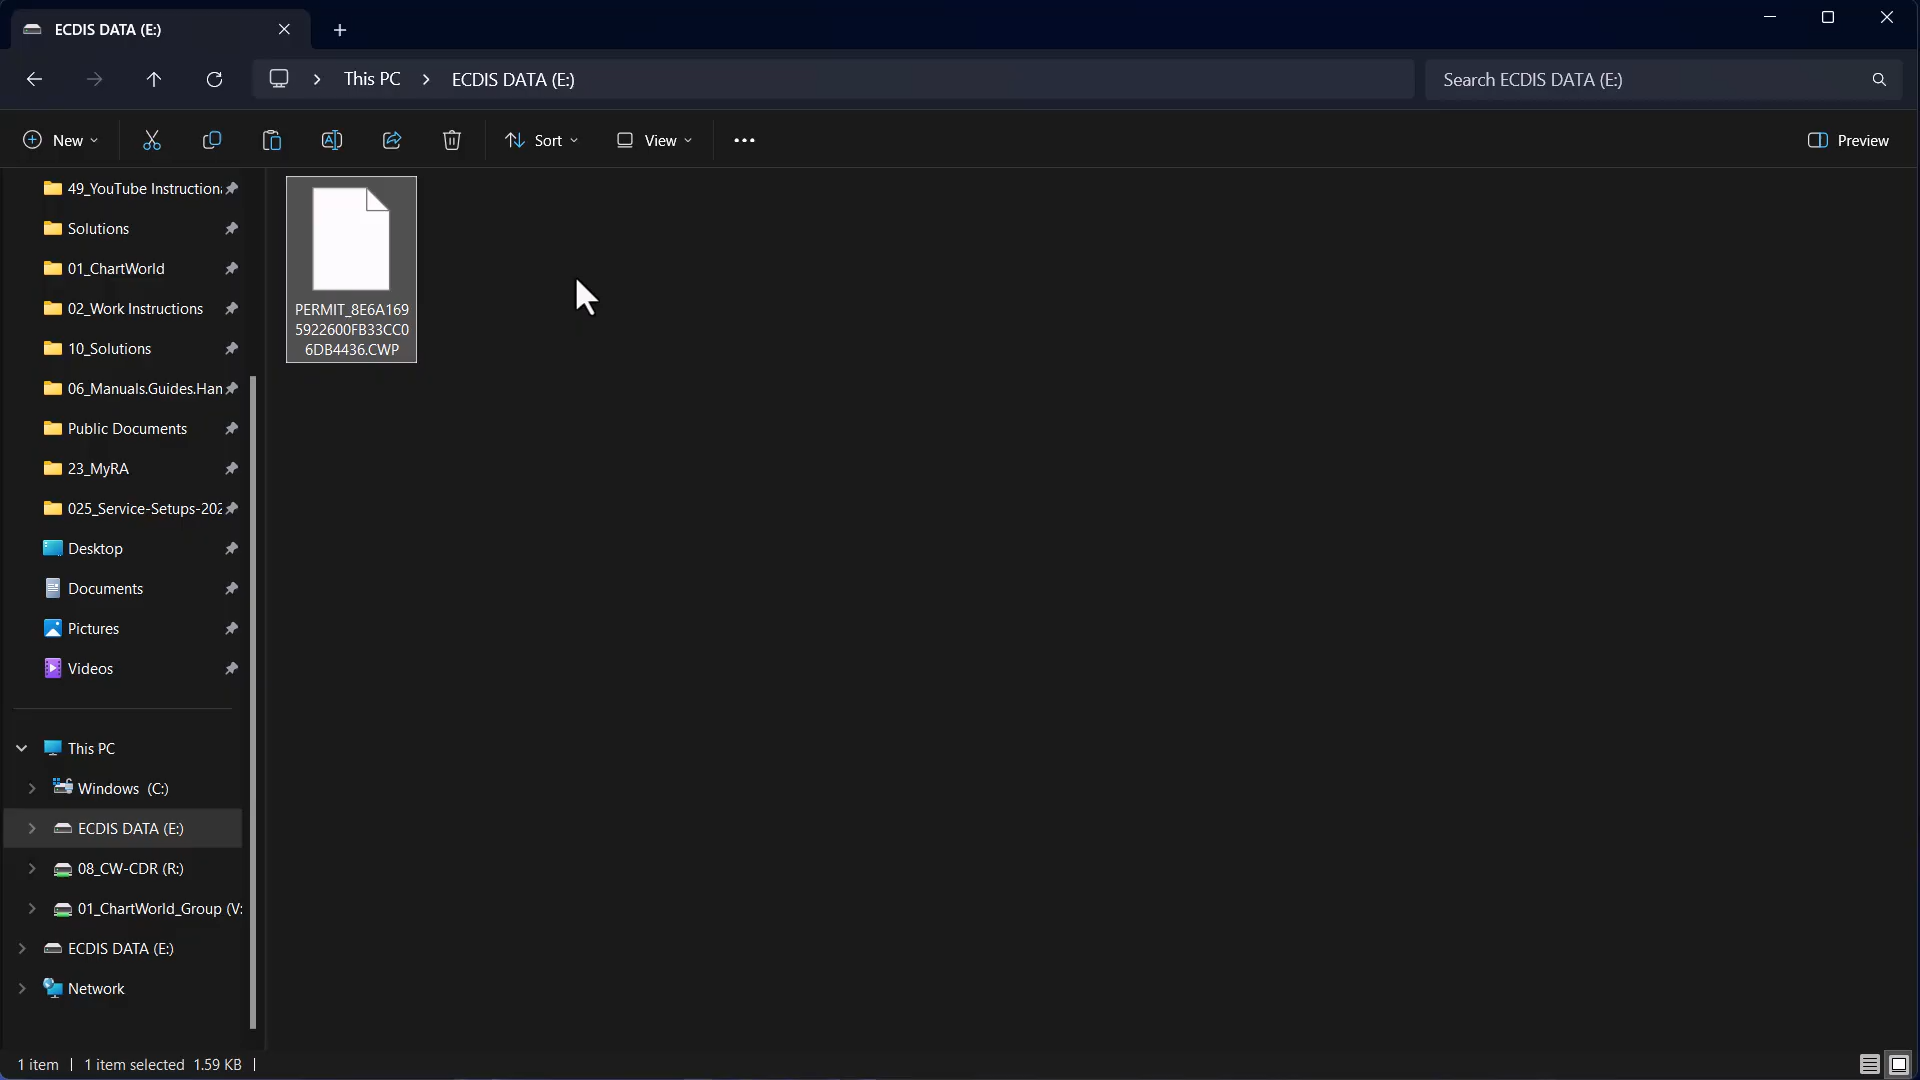 ECDIS DATA (E:)
This PC > ECDIS DATA (E:)
Search ECDIS DATA (E:)
New
Sort
View
Preview
49_YouTube Instruction
Solutions
01_ChartWorld
02_Work Instructions
10_Solutions
06_Manuals.Guides.Han
Public Documents
23_MyRA
025_Service-Setups-202
Desktop
Documents
Pictures
Videos
This PC
Windows (C:)
ECDIS DATA (E:)
08_CW-CDR (R:)
01_ChartWorld_Group (V:
ECDIS DATA (E:)
Network
PERMIT_8E6A169
5922600FB33CC0
6DB4436.CWP
1 item | 1 item selected 1.59 KB |